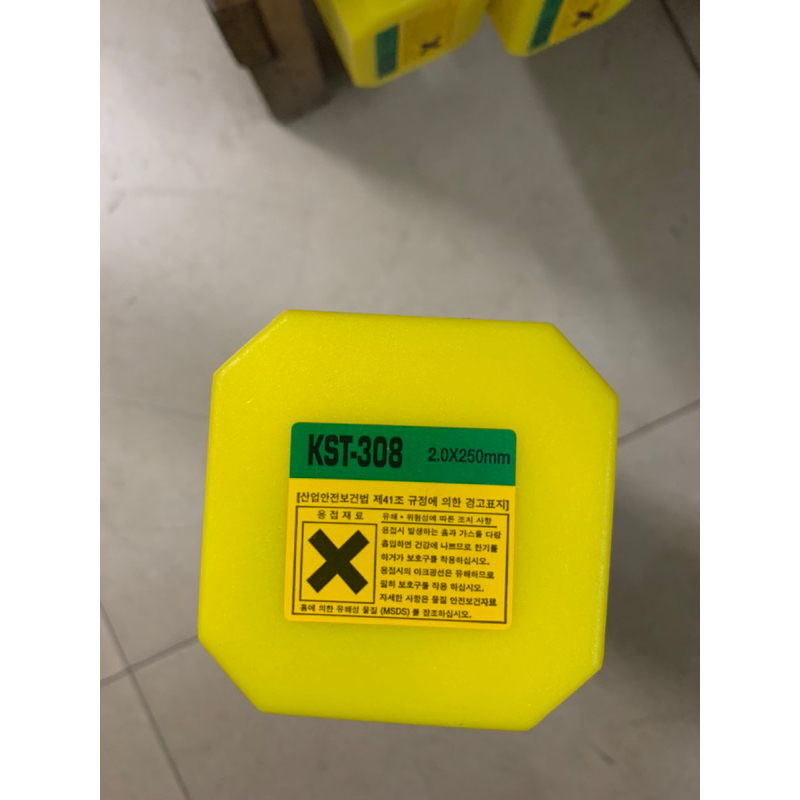 KST-308 2.0X250mm
[산업안전보건법 제41조 규정에 의한 경고표지]
용접재료
유해·위험성에 따른 조치 사항
용접시 발생하는 흄과 가스를 다량
흡입하면 건강에 나쁘므로 환기를
하거나 보호구를 착용하십시오.
용접시의 아크광선은 유해하므로
필히 보호구를 착용 하십시오.
자세한 사항은 물질 안전보건자료
흄에 의한 유해성 물질 (MSDS) 를 참조하십시오.